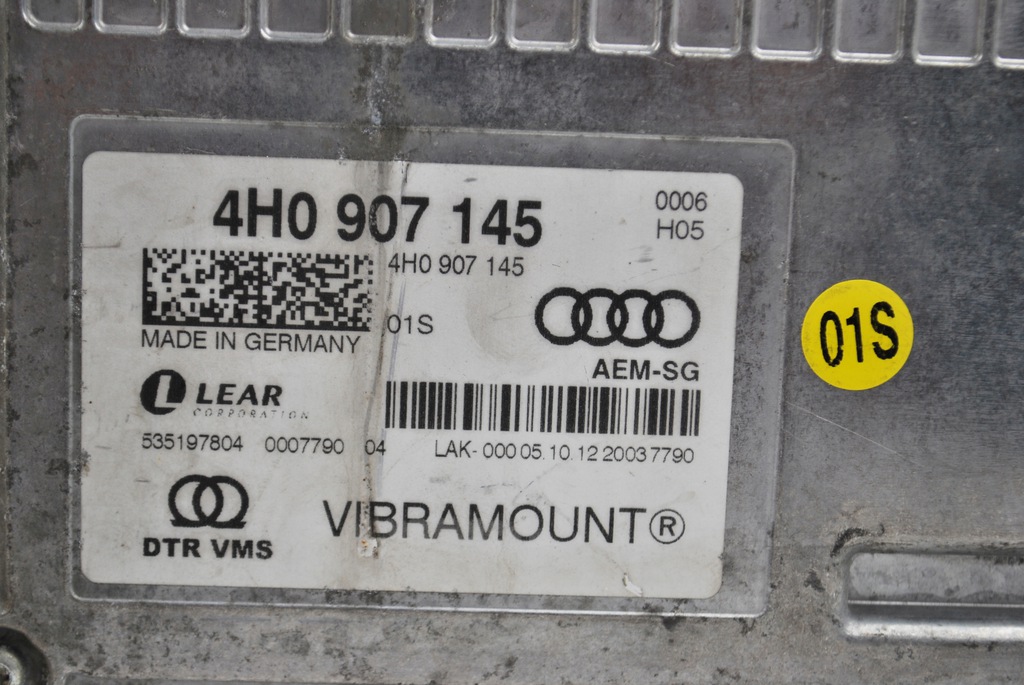 4H0 907 145
0006
H05
4H0 907 145
01S
MADE IN GERMANY
AEM-SG
LEAR
CORPORATION
535197804 0007790 04
LAK- 000 05.10.12 20037790
DTR VMS
VIBRAMOUNT®
01S